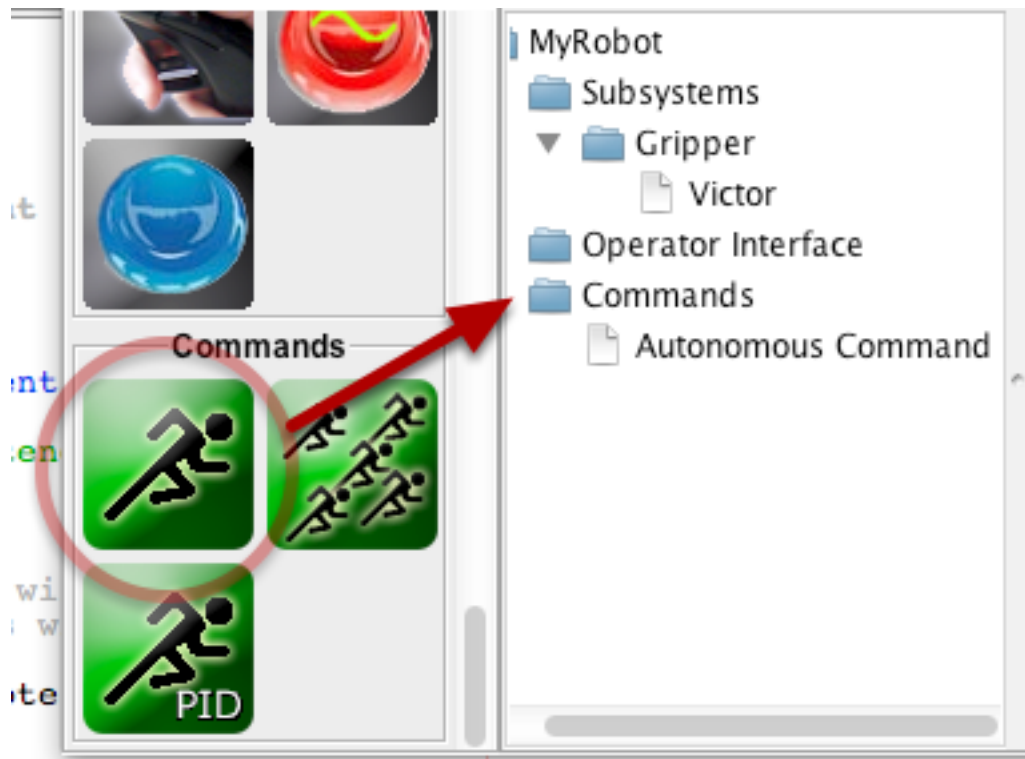 MyRobot
Subsystems
Gripper
Victor
Operator Interface
Commands
Autonomous Command
Commands
PID